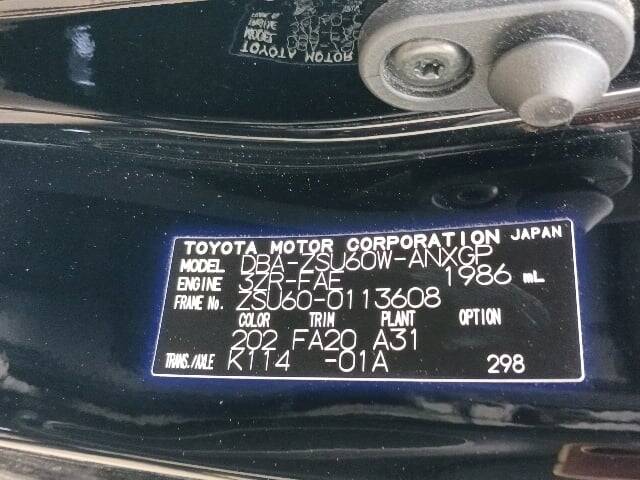 TOYOTA MOTOR CORPORATION JAPAN
MODEL DBA-ZSU60W-ANXGP
ENGINE 3ZR-FAE 1986 mL
FRAME No. ZSU60-0113608
COLOR TRIM PLANT OPTION
202 FA20 A31
TRANS./AXLE K114 -01A 298